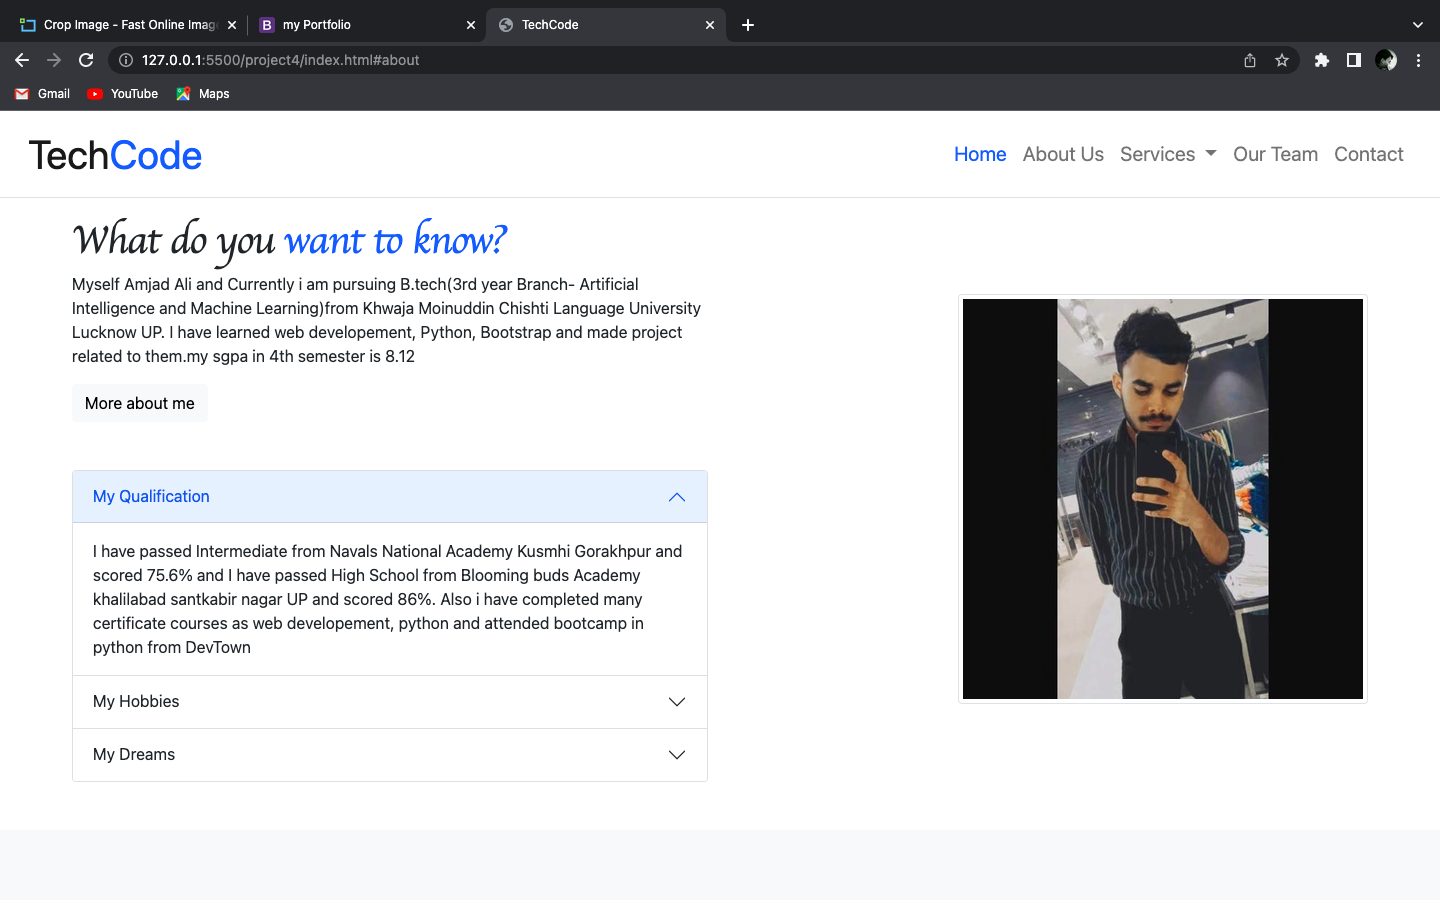 Crop Image - Fast Online Imag
my Portfolio
TechCode
127.0.0.1:5500/project4/index.html#about
Gmail YouTube Maps
TechCode
Home About Us Services Our Team Contact
What do you want to know?
Myself Amjad Ali and Currently i am pursuing B.tech(3rd year Branch- Artificial
Intelligence and Machine Learning)from Khwaja Moinuddin Chishti Language University
Lucknow UP. I have learned web developement, Python, Bootstrap and made project
related to them.my sgpa in 4th semester is 8.12
More about me
My Qualification
I have passed Intermediate from Navals National Academy Kusmhi Gorakhpur and
scored 75.6% and I have passed High School from Blooming buds Academy
khalilabad santkabir nagar UP and scored 86%. Also i have completed many
certificate courses as web developement, python and attended bootcamp in
python from DevTown
My Hobbies
My Dreams